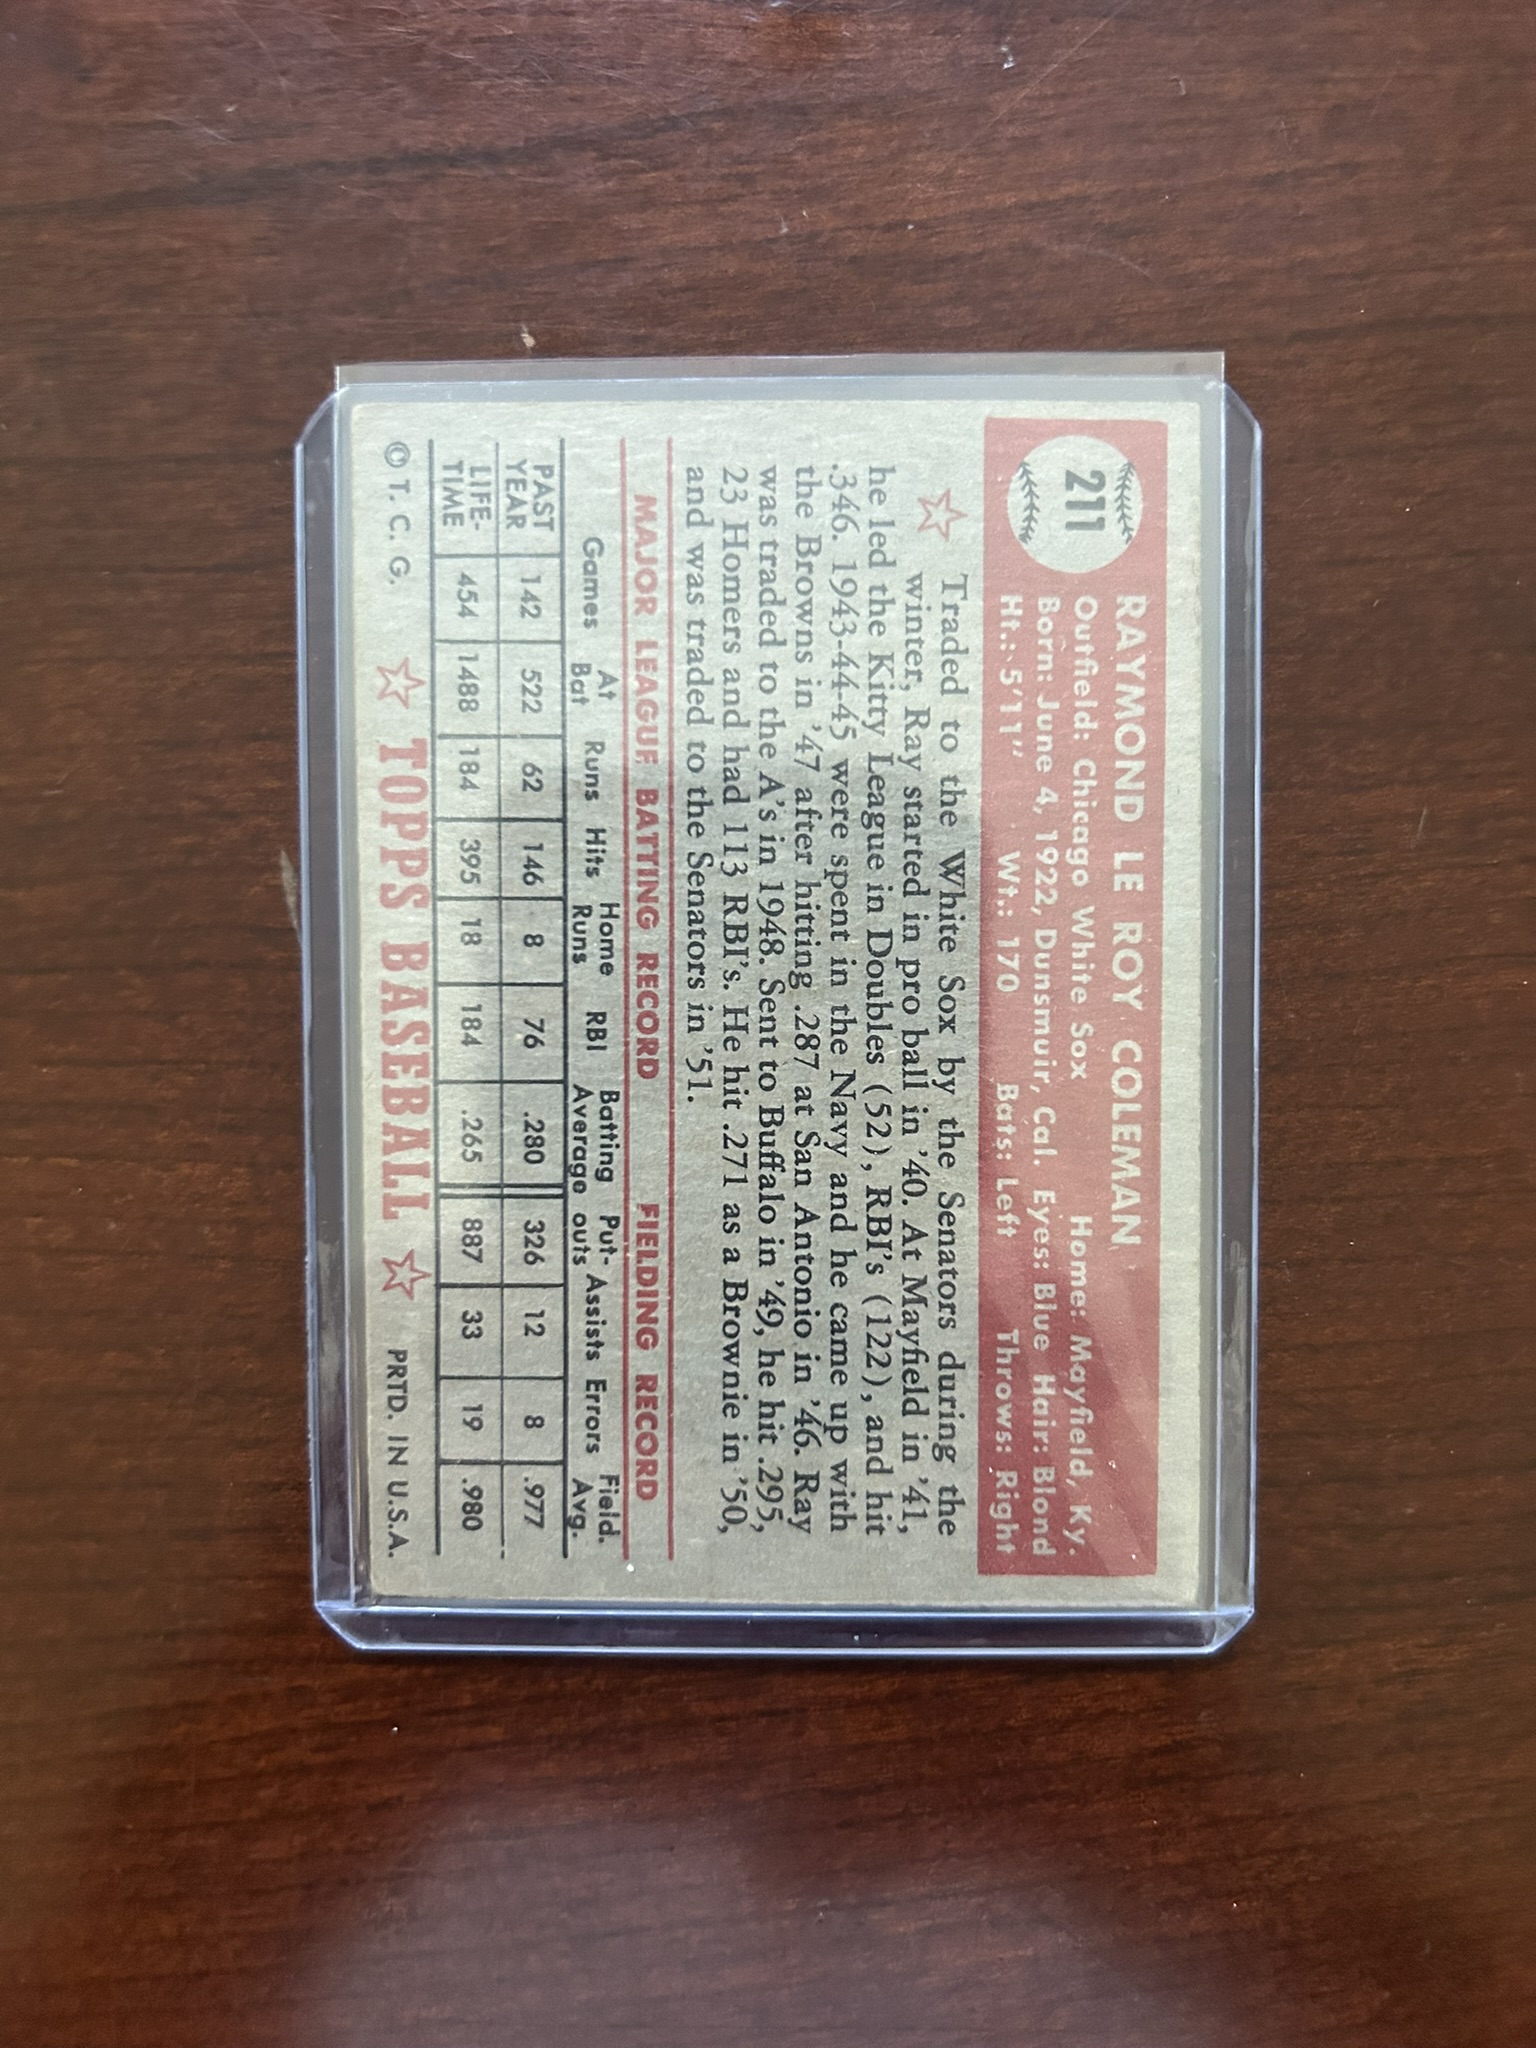 211
RAYMOND LE ROY COLEMAN
Outfield: Chicago White Sox Home: Mayfield, Ky.
Born: June 4, 1922, Dunsmuir, Cal. Eyes: Blue Hair: Blond
Ht.: 5'11" Wt.: 170 Bats: Left Throws: Right
Traded to the White Sox by the Senators during the
winter, Ray started in pro ball in '40. At Mayfield in '41,
he led the Kitty League in Doubles (52), RBI's (122), and hit
.346. 1943-44-45 were spent in the Navy and he came up with
the Browns in '47 after hitting .287 at San Antonio in '46. Ray
was traded to the A's in 1948. Sent to Buffalo in '49, he hit .295,
23 Homers and had 113 RBI's. He hit .271 as a Brownie in '50,
and was traded to the Senators in '51.
MAJOR LEAGUE BATTING RECORD FIELDING RECORD
Games At Bat Runs Hits Home Runs RBI Batting Average Put-outs Assists Errors Field. Avg.
PAST YEAR 142 522 62 146 8 76 .280 326 12 8 .977
LIFE-TIME 454 1488 184 395 18 184 .265 887 33 19 .980
© T. C. G. TOPPS BASEBALL PRTD. IN U.S.A.